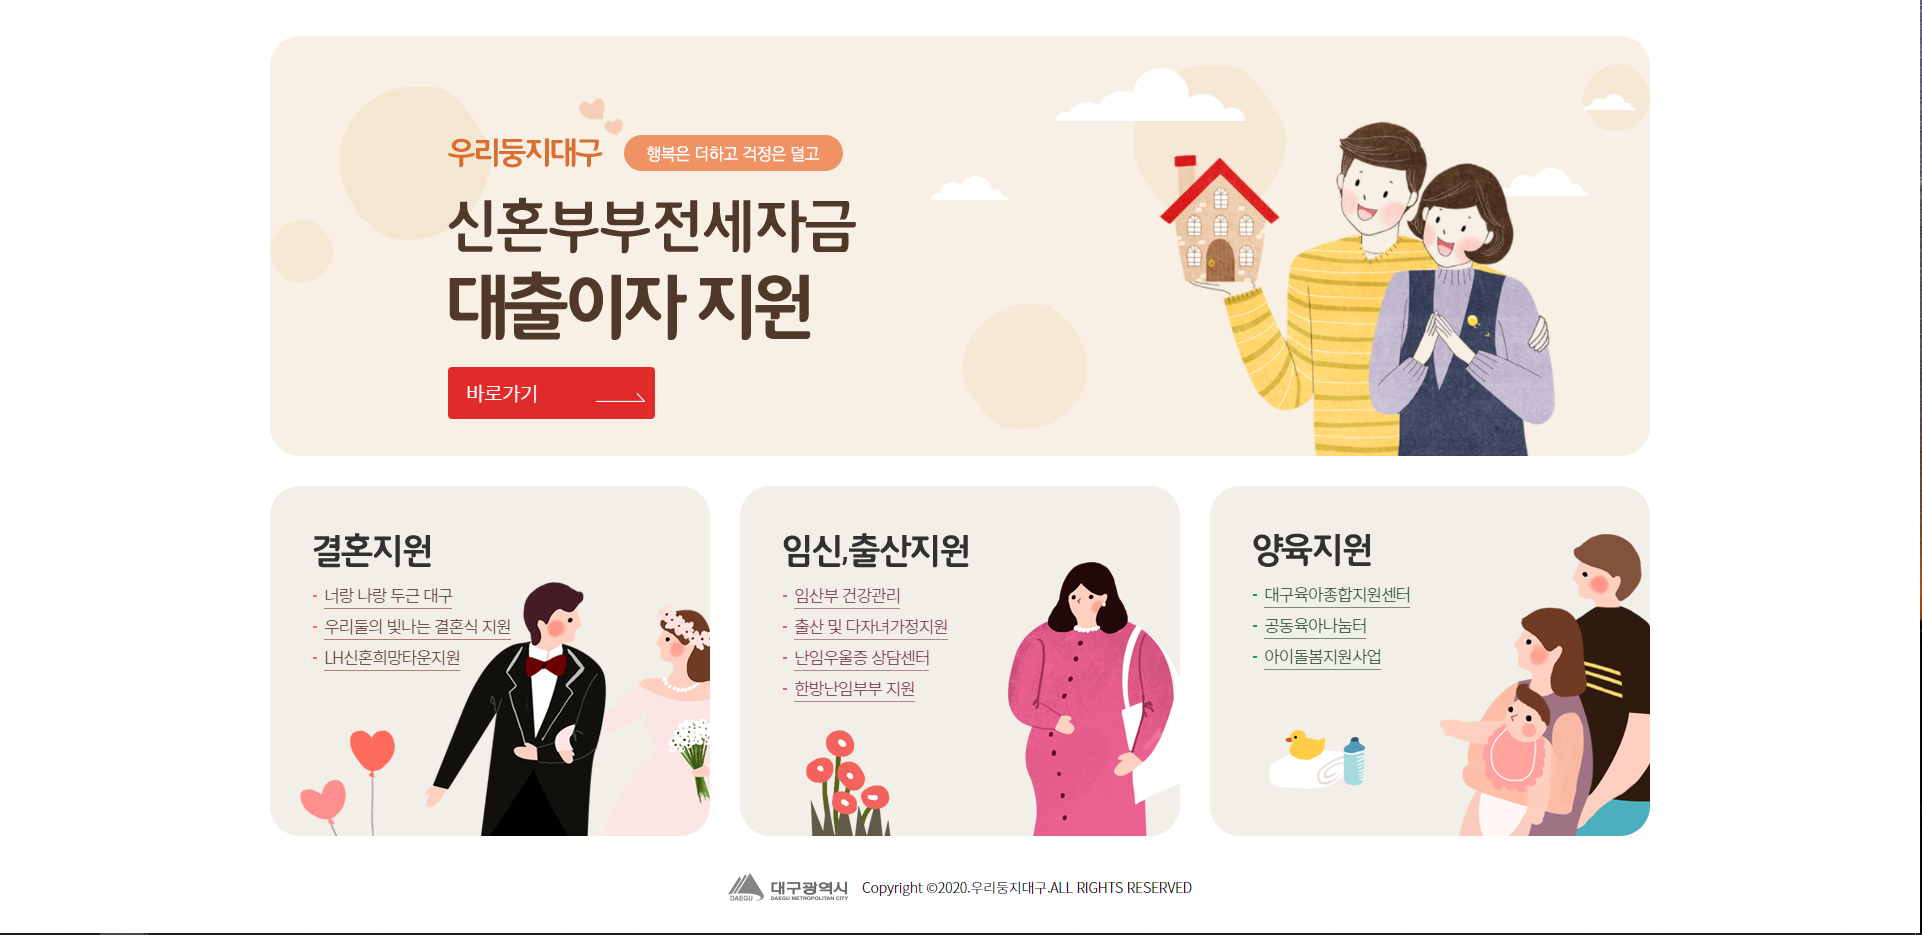 우리둥지대구 행복은 더하고 걱정은 덜고
신혼부부전세자금
대출이자 지원
바로가기
결혼지원
- 너랑 나랑 두근 대구
- 우리둘의 빛나는 결혼식 지원
- LH신혼희망타운지원
임신,출산지원
- 임산부 건강관리
- 출산 및 다자녀가정지원
- 난임우울증 상담센터
- 한방난임부부 지원
양육지원
- 대구육아종합지원센터
- 공동육아나눔터
- 아이돌봄지원사업
DAEGU 대구광역시
DAEGU METROPOLITAN CITY
Copyright ©2020.우리둥지대구.ALL RIGHTS RESERVED